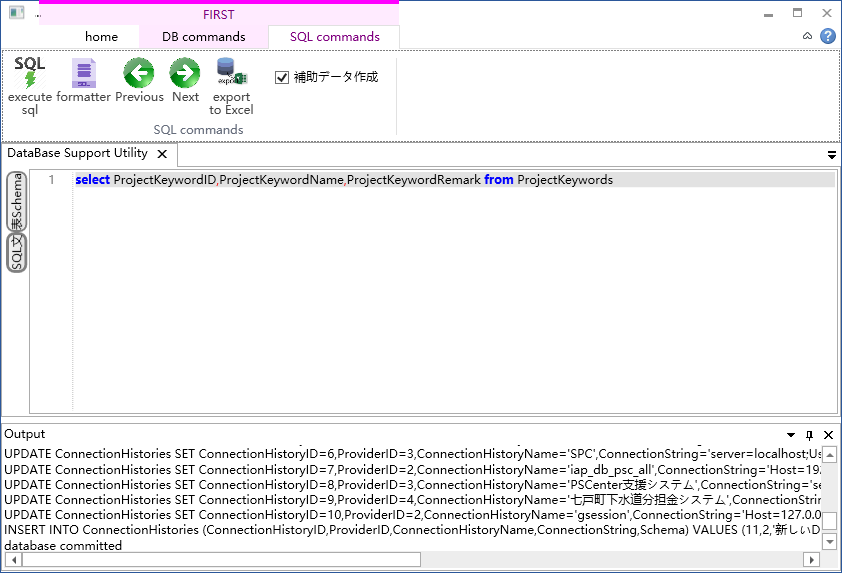 FIRST
home
DB commands
SQL commands
SQL
execute sql
formatter
Previous
Next
export
export to Excel
補助データ作成
SQL commands
DataBase Support Utility
表Schema
SQL文
1
select ProjectKeywordID,ProjectKeywordName,ProjectKeywordRemark from ProjectKeywords
Output
UPDATE ConnectionHistories SET ConnectionHistoryID=6,ProviderID=3,ConnectionHistoryName='SPC',ConnectionString='server=localhost;Us
UPDATE ConnectionHistories SET ConnectionHistoryID=7,ProviderID=2,ConnectionHistoryName='iap_db_psc_all',ConnectionString='Host=192
UPDATE ConnectionHistories SET ConnectionHistoryID=8,ProviderID=3,ConnectionHistoryName='PSCenter支援システム',ConnectionString='se
UPDATE ConnectionHistories SET ConnectionHistoryID=9,ProviderID=4,ConnectionHistoryName='七戸町下水道分担金システム',ConnectionStrin
UPDATE ConnectionHistories SET ConnectionHistoryID=10,ProviderID=2,ConnectionHistoryName='gsession',ConnectionString='Host=127.0.0
INSERT INTO ConnectionHistories (ConnectionHistoryID,ProviderID,ConnectionHistoryName,ConnectionString,Schema) VALUES (11,2,'新しいD
database committed